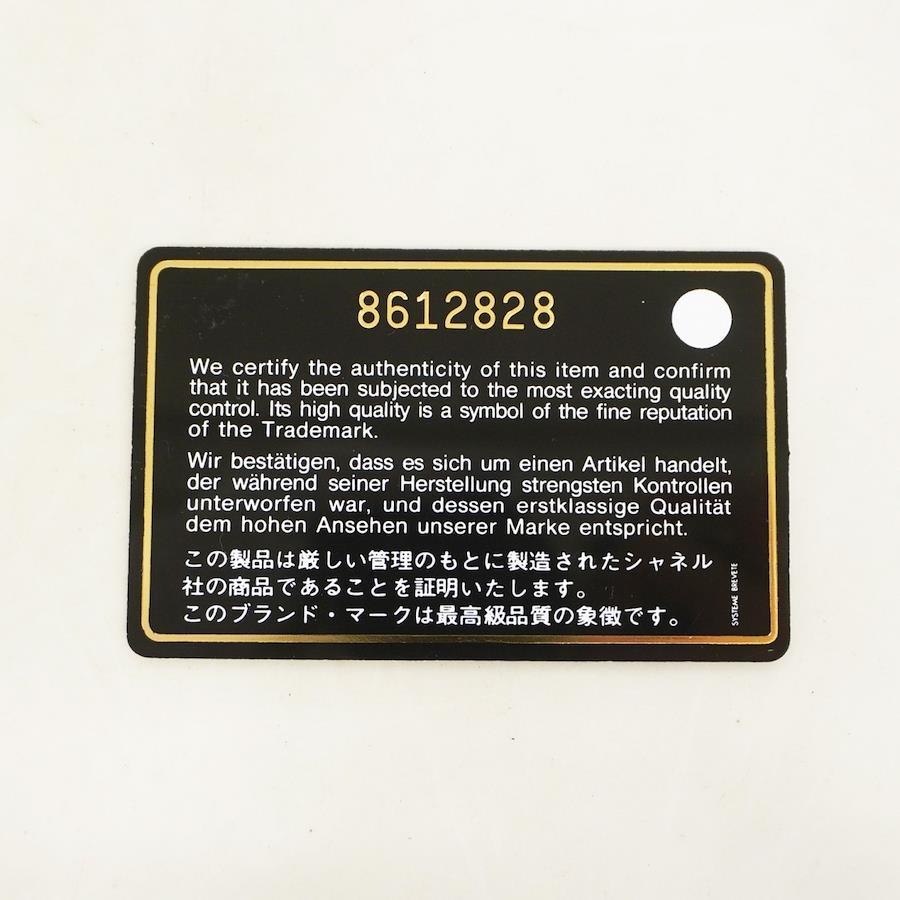 8612828
We certify the authenticity of this item and confirm
that it has been subjected to the most exacting quality
control. Its high quality is a symbol of the fine reputation
of the Trademark.
Wir bestätigen, dass es sich um einen Artikel handelt,
der während seiner Herstellung strengsten Kontrollen
unterworfen war, und dessen erstklassige Qualität
dem hohen Ansehen unserer Marke entspricht.
この製品は厳しい管理のもとに製造されたシャネル
社の商品であることを証明いたします。
このブランド・マークは最高級品質の象徴です。
SYSTEME BREVETE